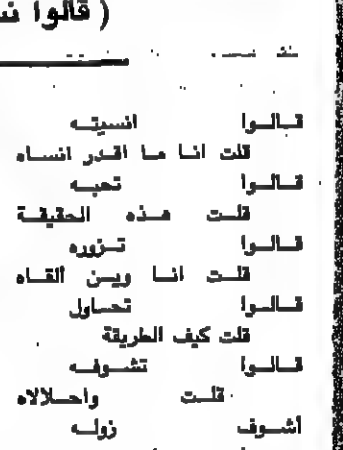 ( قالوا
قالوا انسيته
قلت انا ما اقدر انساه
قالوا تحبه
قلت هذه الحقيقة
قالوا تزوره
قلت انا وين ألقاه
قالوا تحاول
قلت كيف الطريقة
قالوا تشوفه
قلت واحلالاه
أشوف زوله